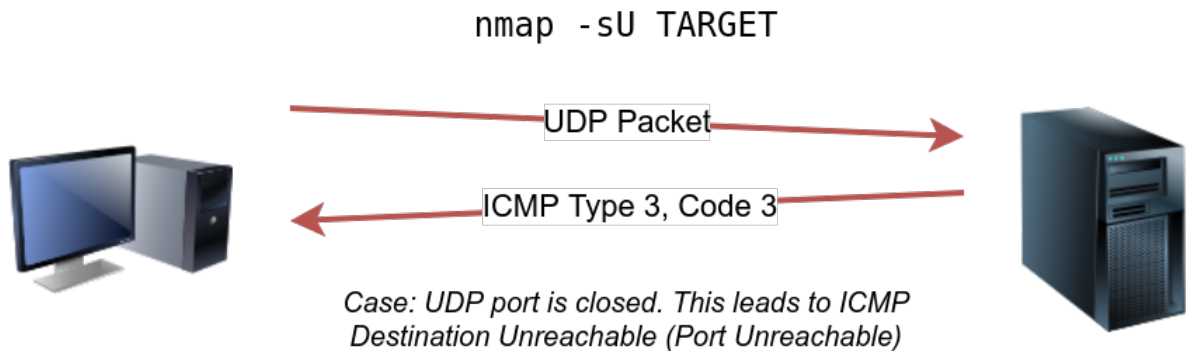 nmap -sU TARGET
UDP Packet
ICMP Type 3, Code 3
Case: UDP port is closed. This leads to ICMP
Destination Unreachable (Port Unreachable)